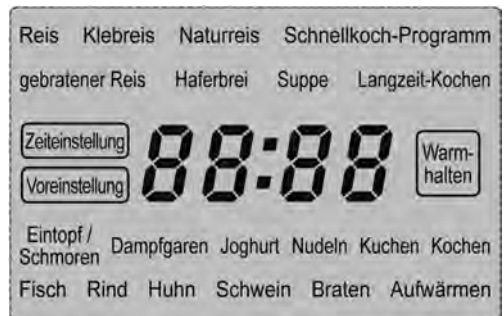 Reis Klebreis Naturreis Schnellkoch-Programm
gebratener Reis Haferbrei Suppe Langzeit-Kochen
Zeiteinstellung
Voreinstellung
88:88
Warm-
halten
Eintopf /
Schmoren Dampfgaren Joghurt Nudeln Kuchen Kochen
Fisch Rind Huhn Schwein Braten Aufwärmen